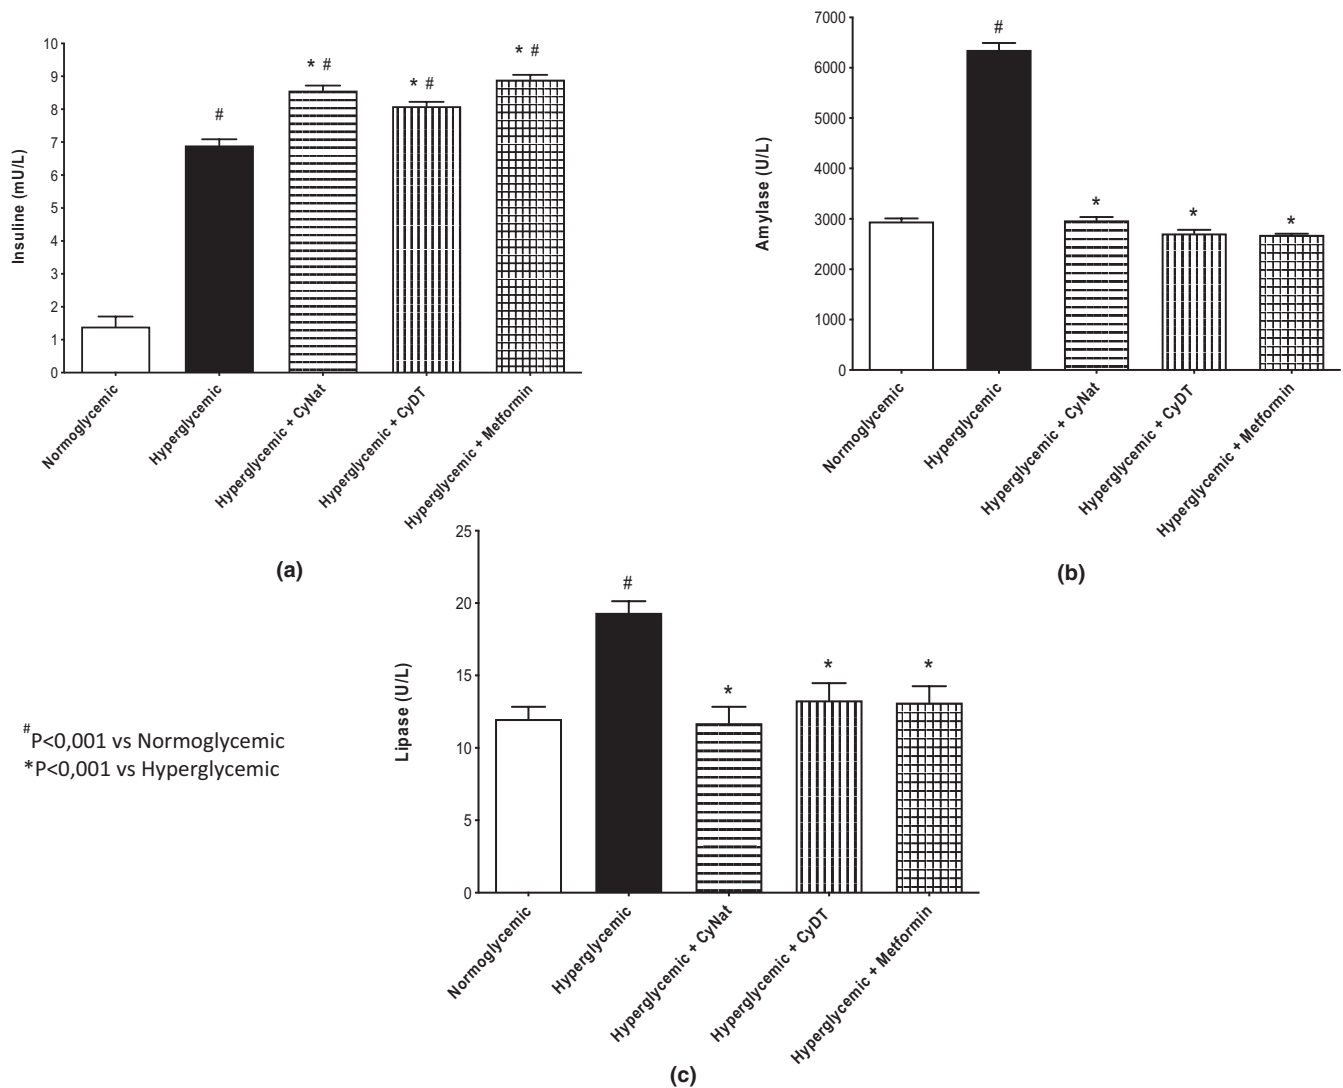 10
9
8
7
6
5
4
3
2
1
0
Insuline (mU/L)
#
* #
* #
* #
Normoglycemic
Hyperglycemic
Hyperglycemic + CyNat
Hyperglycemic + CyDT
Hyperglycemic + Metformin
(a)
7000
6000
5000
4000
3000
2000
1000
0
Amylase (U/L)
#
*
*
*
Normoglycemic
Hyperglycemic
Hyperglycemic + CyNat
Hyperglycemic + CyDT
Hyperglycemic + Metformin
(b)
25
20
15
10
5
0
Lipase (U/L)
#
*
*
*
Normoglycemic
Hyperglycemic
Hyperglycemic + CyNat
Hyperglycemic + CyDT
Hyperglycemic + Metformin
(c)
#P<0,001 vs Normoglycemic
*P<0,001 vs Hyperglycemic